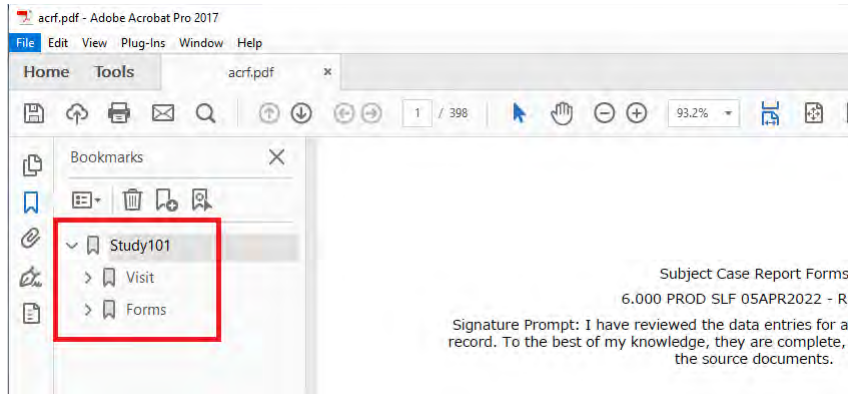 acrf.pdf - Adobe Acrobat Pro 2017
File Edit View Plug-Ins Window Help
Home Tools acrf.pdf ×
1 / 398 93.2%
Bookmarks
Study101
Visit
Forms
Subject Case Report Forms
6.000 PROD SLF 05APR2022 - R
Signature Prompt: I have reviewed the data entries for a
record. To the best of my knowledge, they are complete,
the source documents.